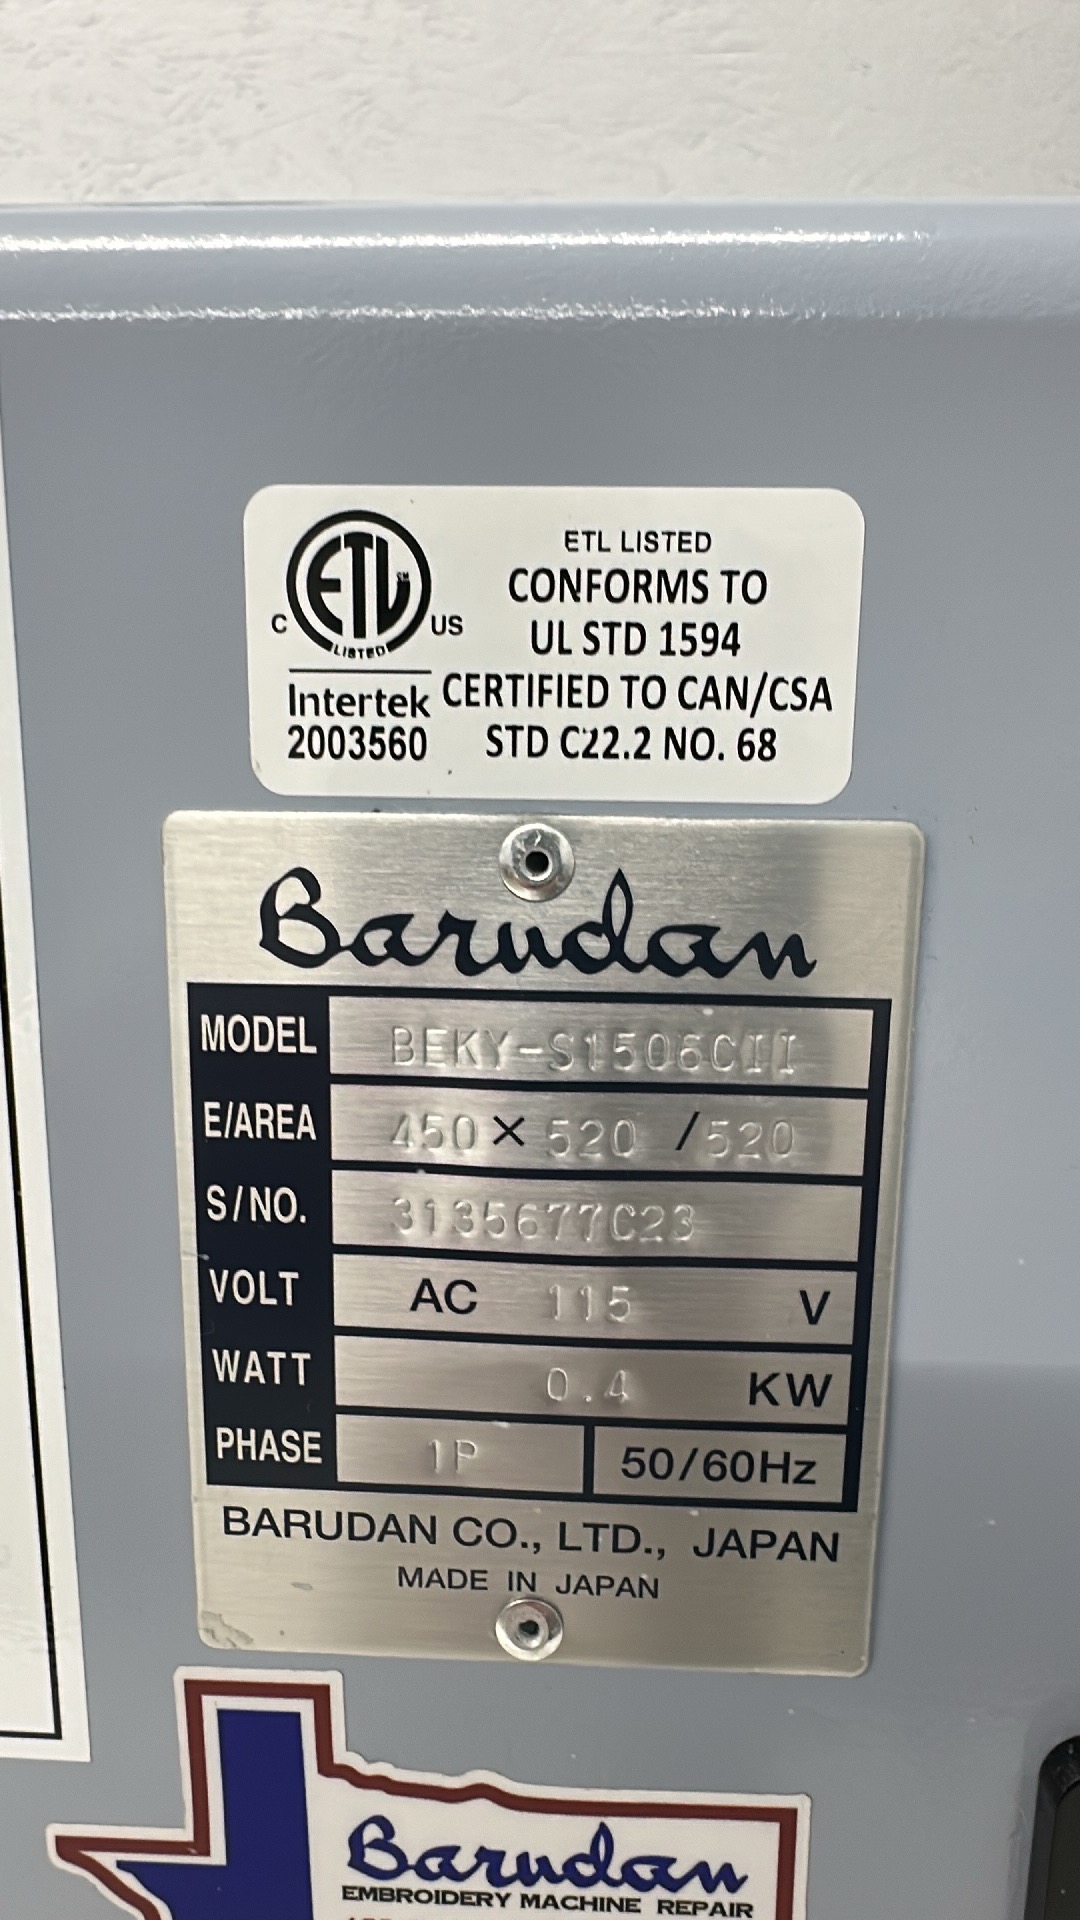 ETL
CM
LISTED
C
US
Intertek
2003560
ETL LISTED
CONFORMS TO
UL STD 1594
CERTIFIED TO CAN/CSA
STD C22.2 NO. 68
Barudan
MODEL BEKY-S1506CII
E/AREA 450 × 520 /520
S/NO. 3135677C23
VOLT AC 115 V
WATT 0.4 KW
PHASE 1P 50/60Hz
BARUDAN CO., LTD., JAPAN
MADE IN JAPAN
Barudan
EMBROIDERY MACHINE REPAIR